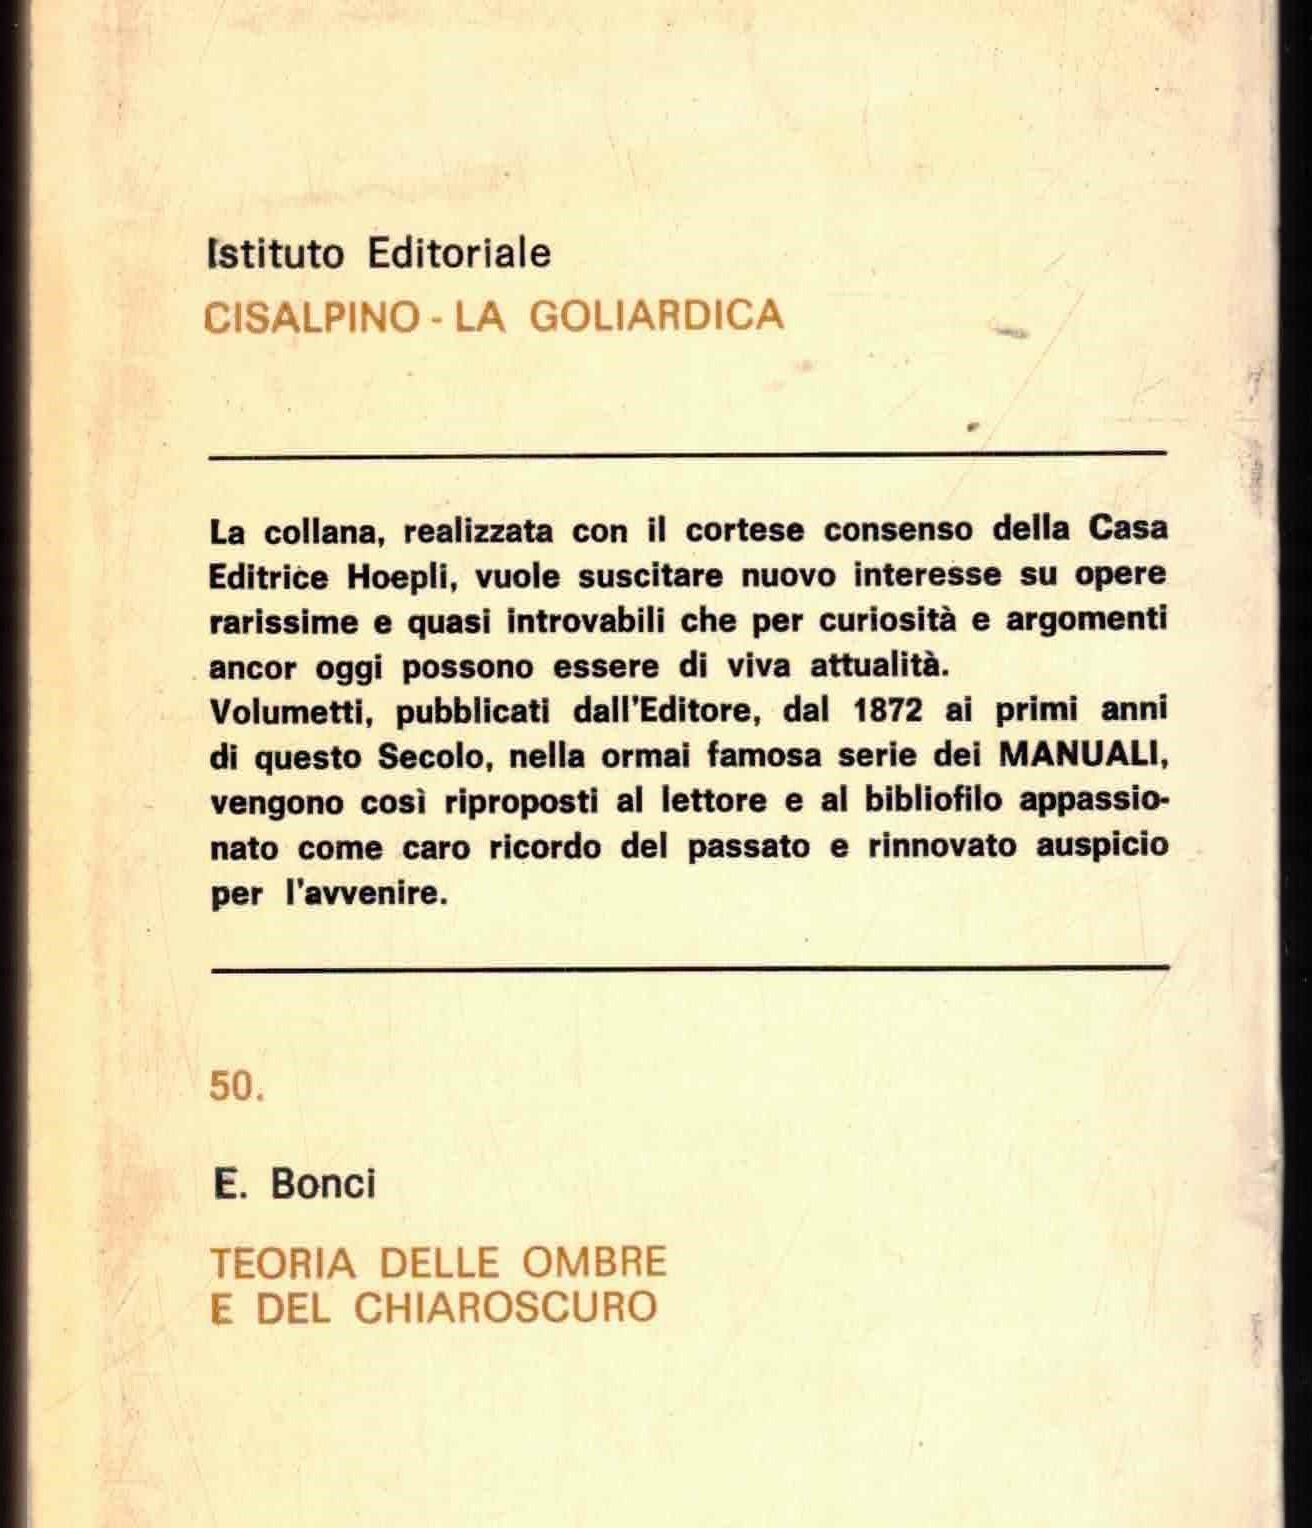 Istituto Editoriale
CISALPINO - LA GOLIARDICA
La collana, realizzata con il cortese consenso della Casa
Editrice Hoepli, vuole suscitare nuovo interesse su opere
rarissime e quasi introvabili che per curiosità e argomenti
ancor oggi possono essere di viva attualità.
Volumetti, pubblicati dall'Editore, dal 1872 ai primi anni
di questo Secolo, nella ormai famosa serie dei MANUALI,
vengono così riproposti al lettore e al bibliofilo appassio-
nato come caro ricordo del passato e rinnovato auspicio
per l'avvenire.
50.
E. Bonci
TEORIA DELLE OMBRE
E DEL CHIAROSCURO